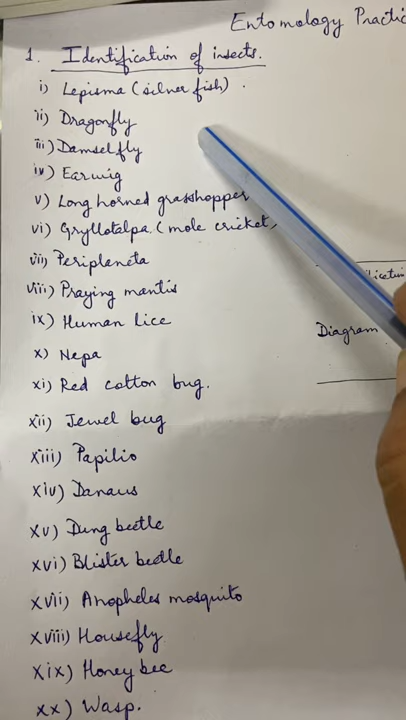 Entomology Practic
1. Identification of insects.
i) Lepisma (silver fish).
ii) Dragonfly
iii) Damselfly
iv) Earwig
v) Long horned grasshopper
vi) Gryllotalpa (mole cricket)
vii) Periplaneta
viii) Praying mantis
ix) Human lice
Diagram
x) Nepa
xi) Red cotton bug.
xii) Jewel bug
xiii) Papilio
xiv) Danaus
xv) Dung beetle
xvi) Blister beetle
xvii) Anopheles mosquito
xviii) Housefly
xix) Honey bee
xx) Wasp.